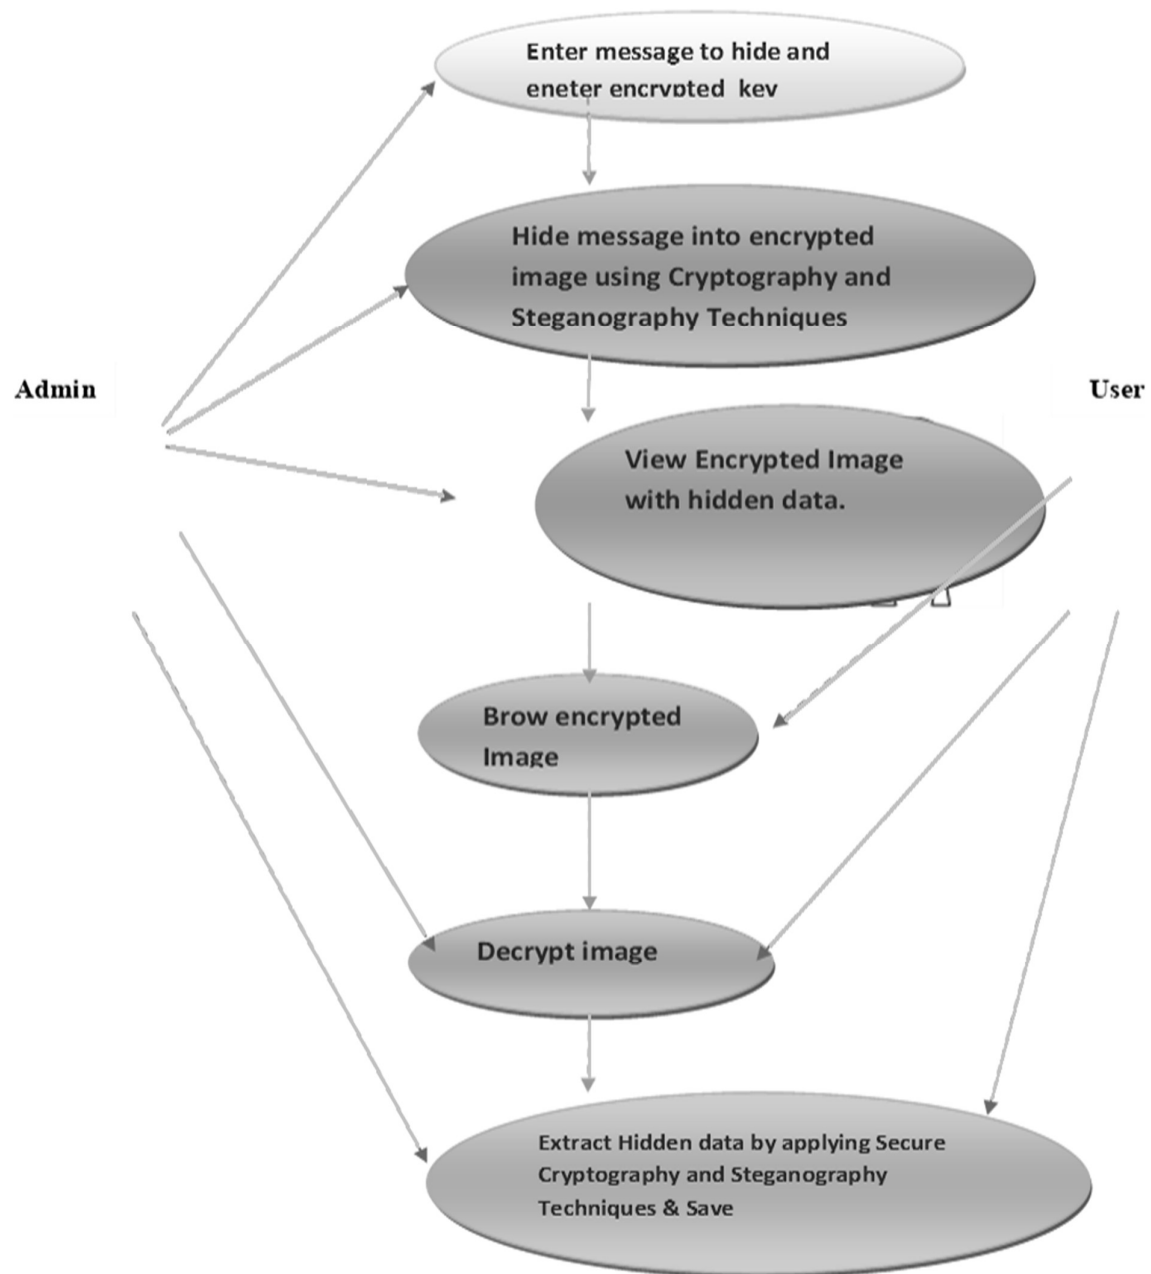 Enter message to hide and
eneter encrypted key
Hide message into encrypted
image using Cryptography and
Steganography Techniques
Admin
User
View Encrypted Image
with hidden data.
Brow encrypted
Image
Decrypt image
Extract Hidden data by applying Secure
Cryptography and Steganography
Techniques & Save